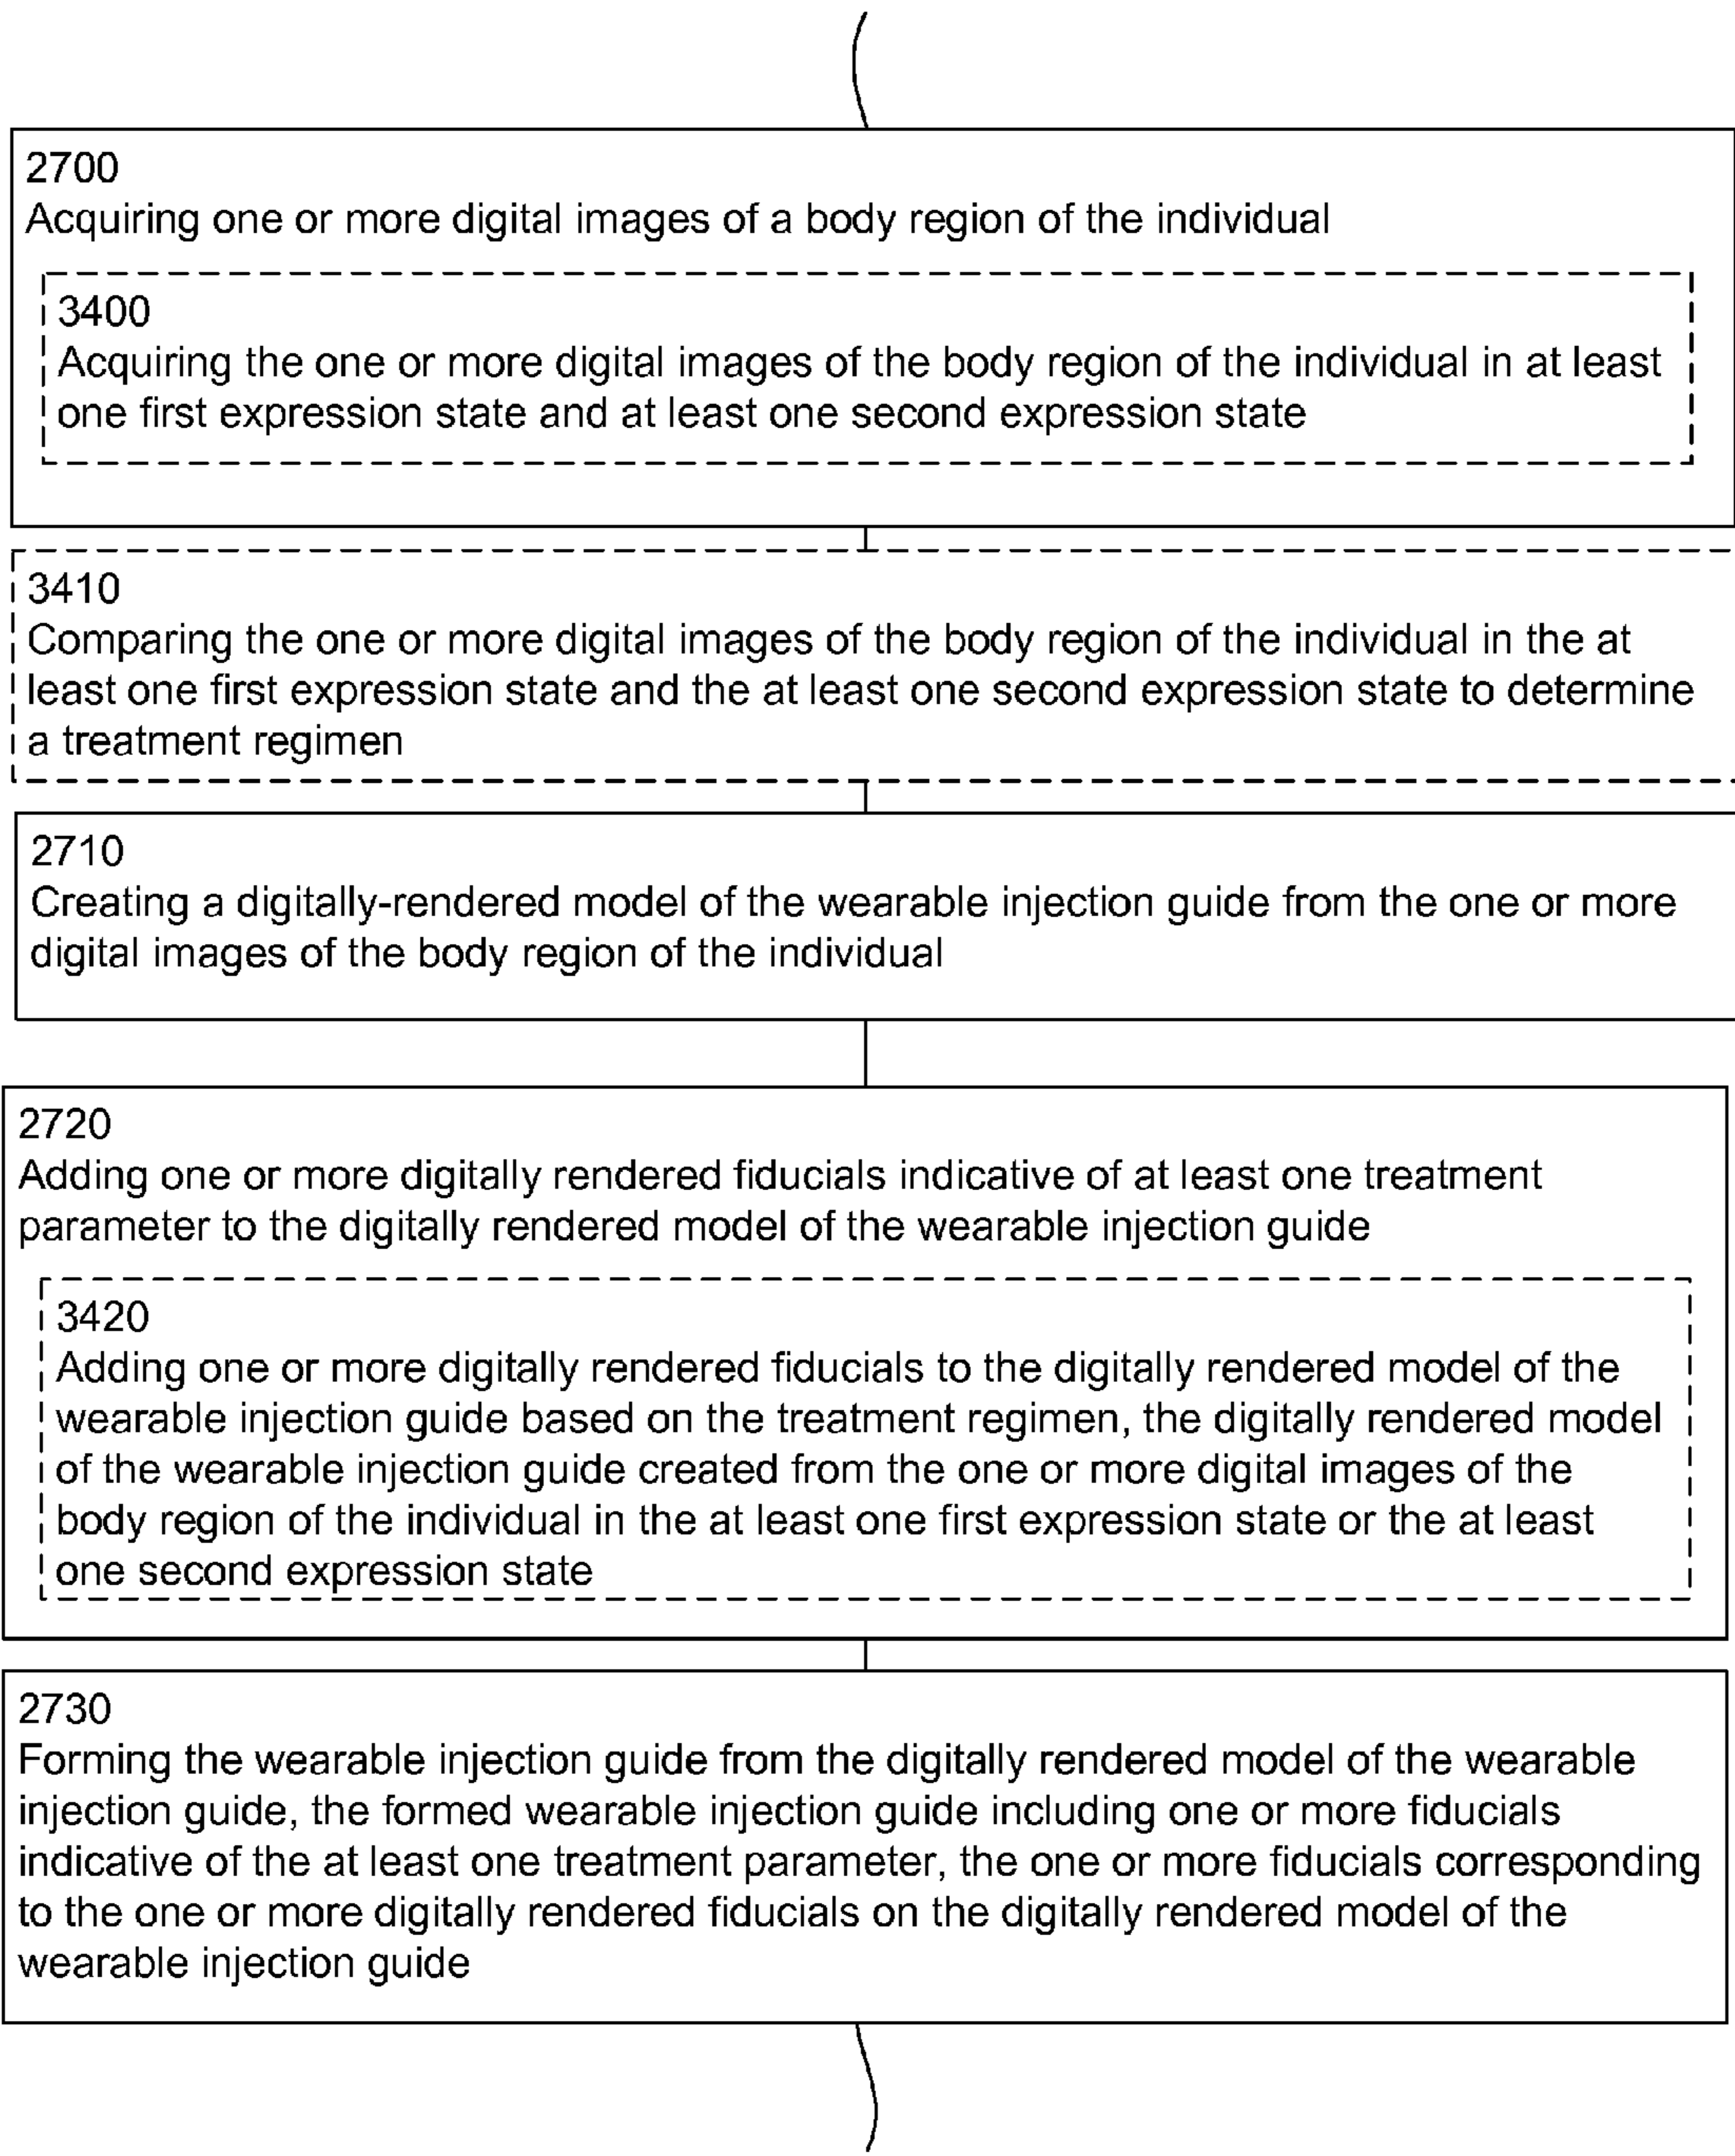 2700
Acquiring one or more digital images of a body region of the individual
3400
Acquiring the one or more digital images of the body region of the individual in at least
one first expression state and at least one second expression state
3410
Comparing the one or more digital images of the body region of the individual in the at
least one first expression state and the at least one second expression state to determine
a treatment regimen
2710
Creating a digitally-rendered model of the wearable injection guide from the one or more
digital images of the body region of the individual
2720
Adding one or more digitally rendered fiducials indicative of at least one treatment
parameter to the digitally rendered model of the wearable injection guide
3420
Adding one or more digitally rendered fiducials to the digitally rendered model of the
wearable injection guide based on the treatment regimen, the digitally rendered model
of the wearable injection guide created from the one or more digital images of the
body region of the individual in the at least one first expression state or the at least
one second expression state
2730
Forming the wearable injection guide from the digitally rendered model of the wearable
injection guide, the formed wearable injection guide including one or more fiducials
indicative of the at least one treatment parameter, the one or more fiducials corresponding
to the one or more digitally rendered fiducials on the digitally rendered model of the
wearable injection guide